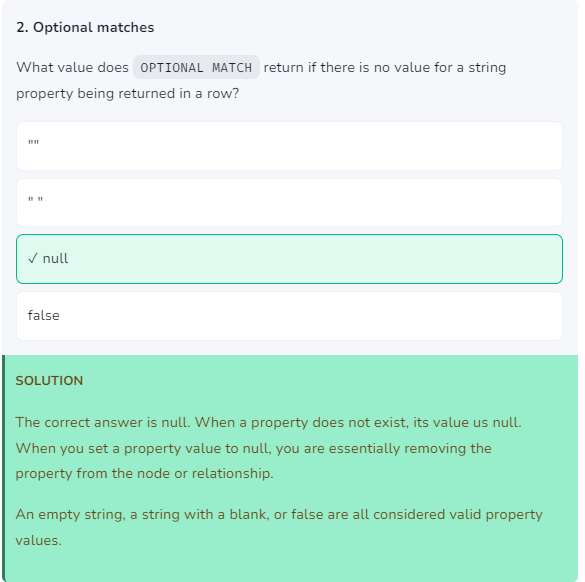 2. Optional matches
What value does OPTIONAL MATCH return if there is no value for a string
property being returned in a row?
""
" "
✓ null
false
SOLUTION
The correct answer is null. When a property does not exist, its value us null.
When you set a property value to null, you are essentially removing the
property from the node or relationship.
An empty string, a string with a blank, or false are all considered valid property
values.